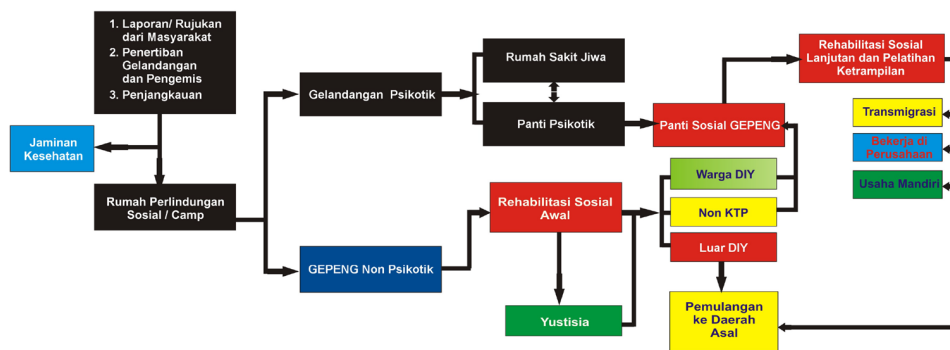 1. Laporan/ Rujukan
dari Masyarakat
2. Penertiban
Gelandangan
dan Pengemis
3. Penjangkauan
Jaminan
Kesehatan
Rumah Perlindungan
Sosial / Camp
Gelandangan Psikotik
GEPENG Non Psikotik
Rumah Sakit Jiwa
Panti Psikotik
Rehabilitasi Sosial
Awal
Yustisia
Panti Sosial GEPENG
Warga DIY
Non KTP
Luar DIY
Pemulangan
ke Daerah
Asal
Rehabilitasi Sosial
Lanjutan dan Pelatihan
Ketrampilan
Transmigrasi
Bekerja di
Perusahaan
Usaha Mandiri